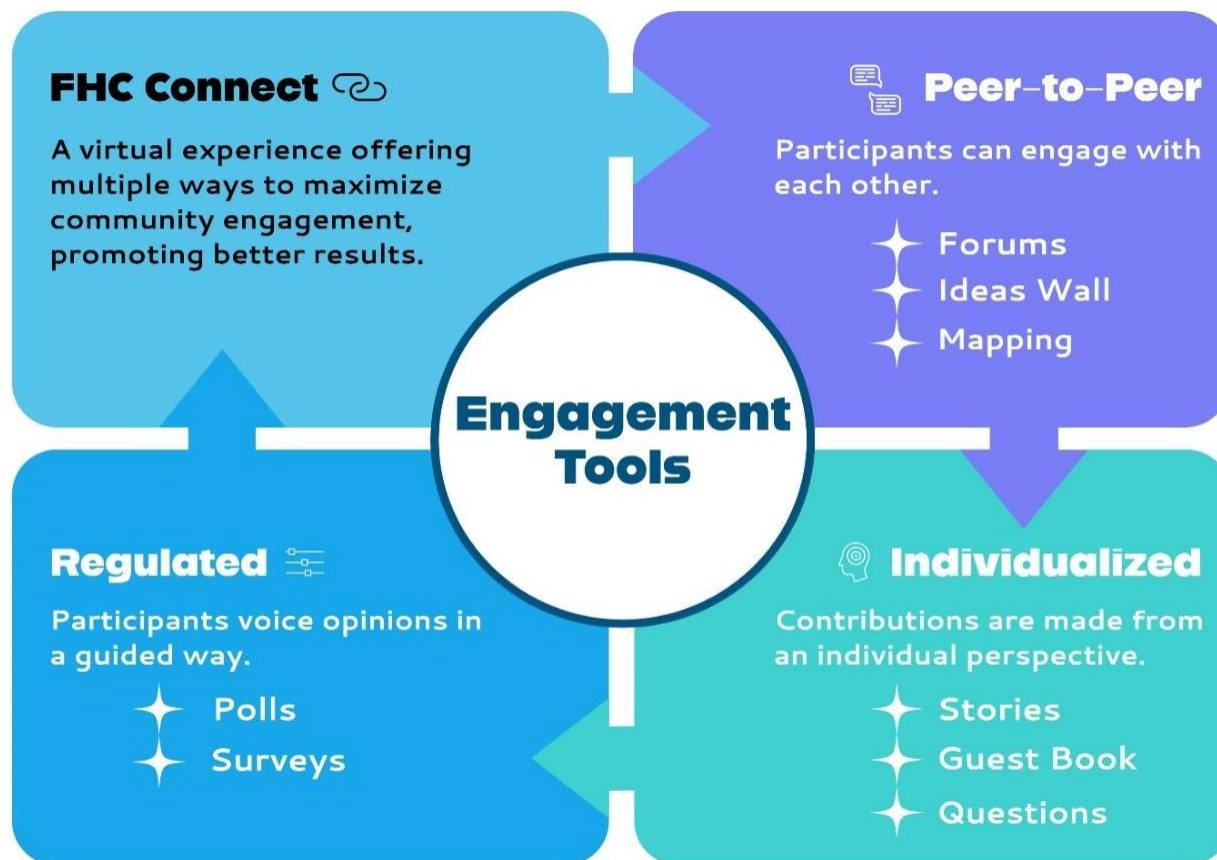 FHC Connect
A virtual experience offering
multiple ways to maximize
community engagement,
promoting better results.
Peer-to-Peer
Participants can engage with
each other.
Forums
Ideas Wall
Mapping
Engagement
Tools
Regulated
Participants voice opinions in
a guided way.
Polls
Surveys
Individualized
Contributions are made from
an individual perspective.
Stories
Guest Book
Questions